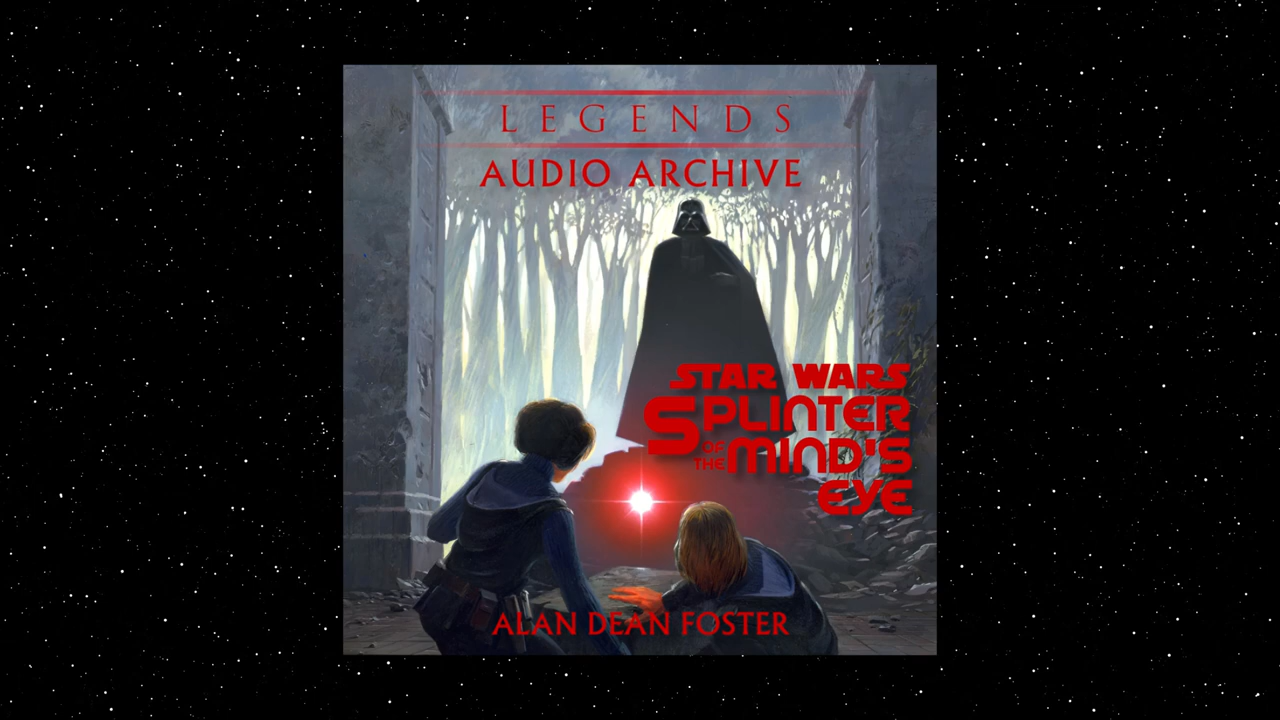 LEGENDS
AUDIO ARCHIVE
STAR WARS
SPLINTER
OF THE MIND'S
EYE
ALAN DEAN FOSTER